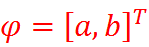 φ = [a, b]^T